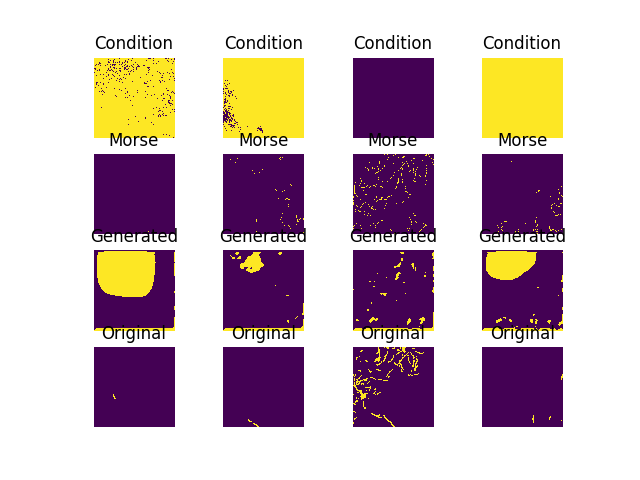 Condition Condition Condition Condition
Morse Morse Morse Morse
Generated Generated Generated Generated
Original Original Original Original